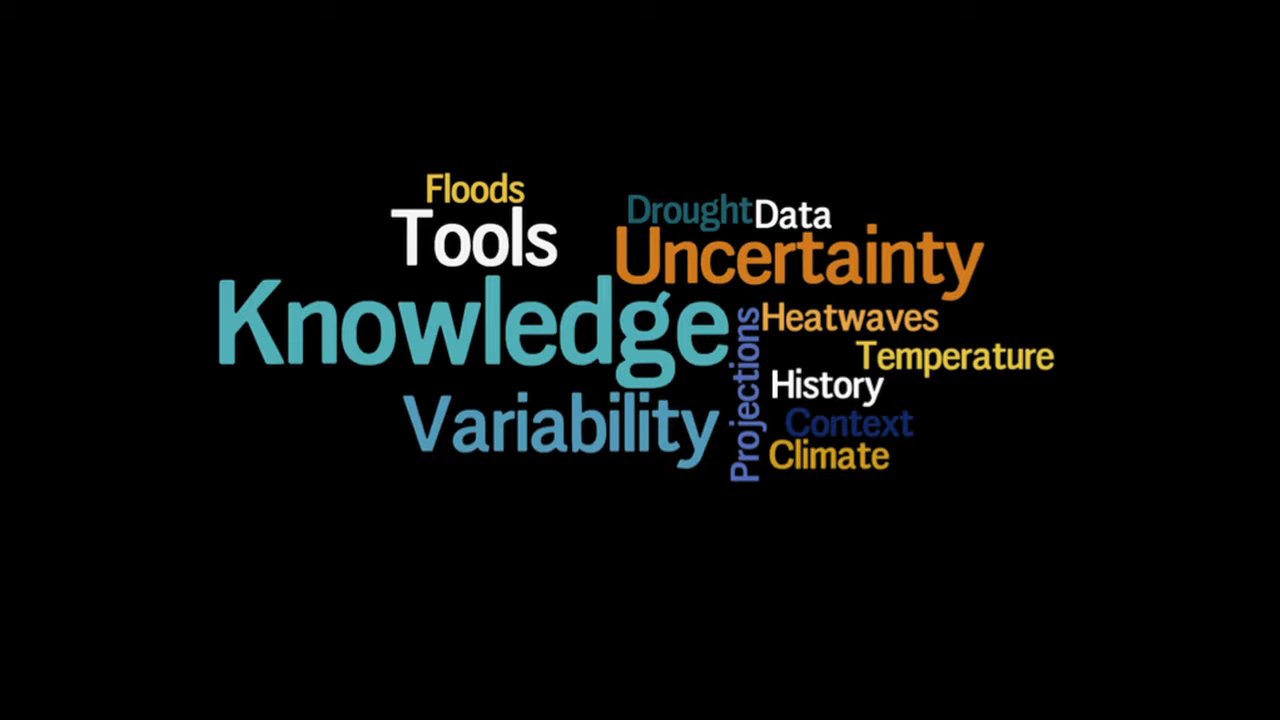 Floods
Drought
Data
Tools
Uncertainty
Knowledge
Heatwaves
Projections
Temperature
History
Variability
Context
Climate